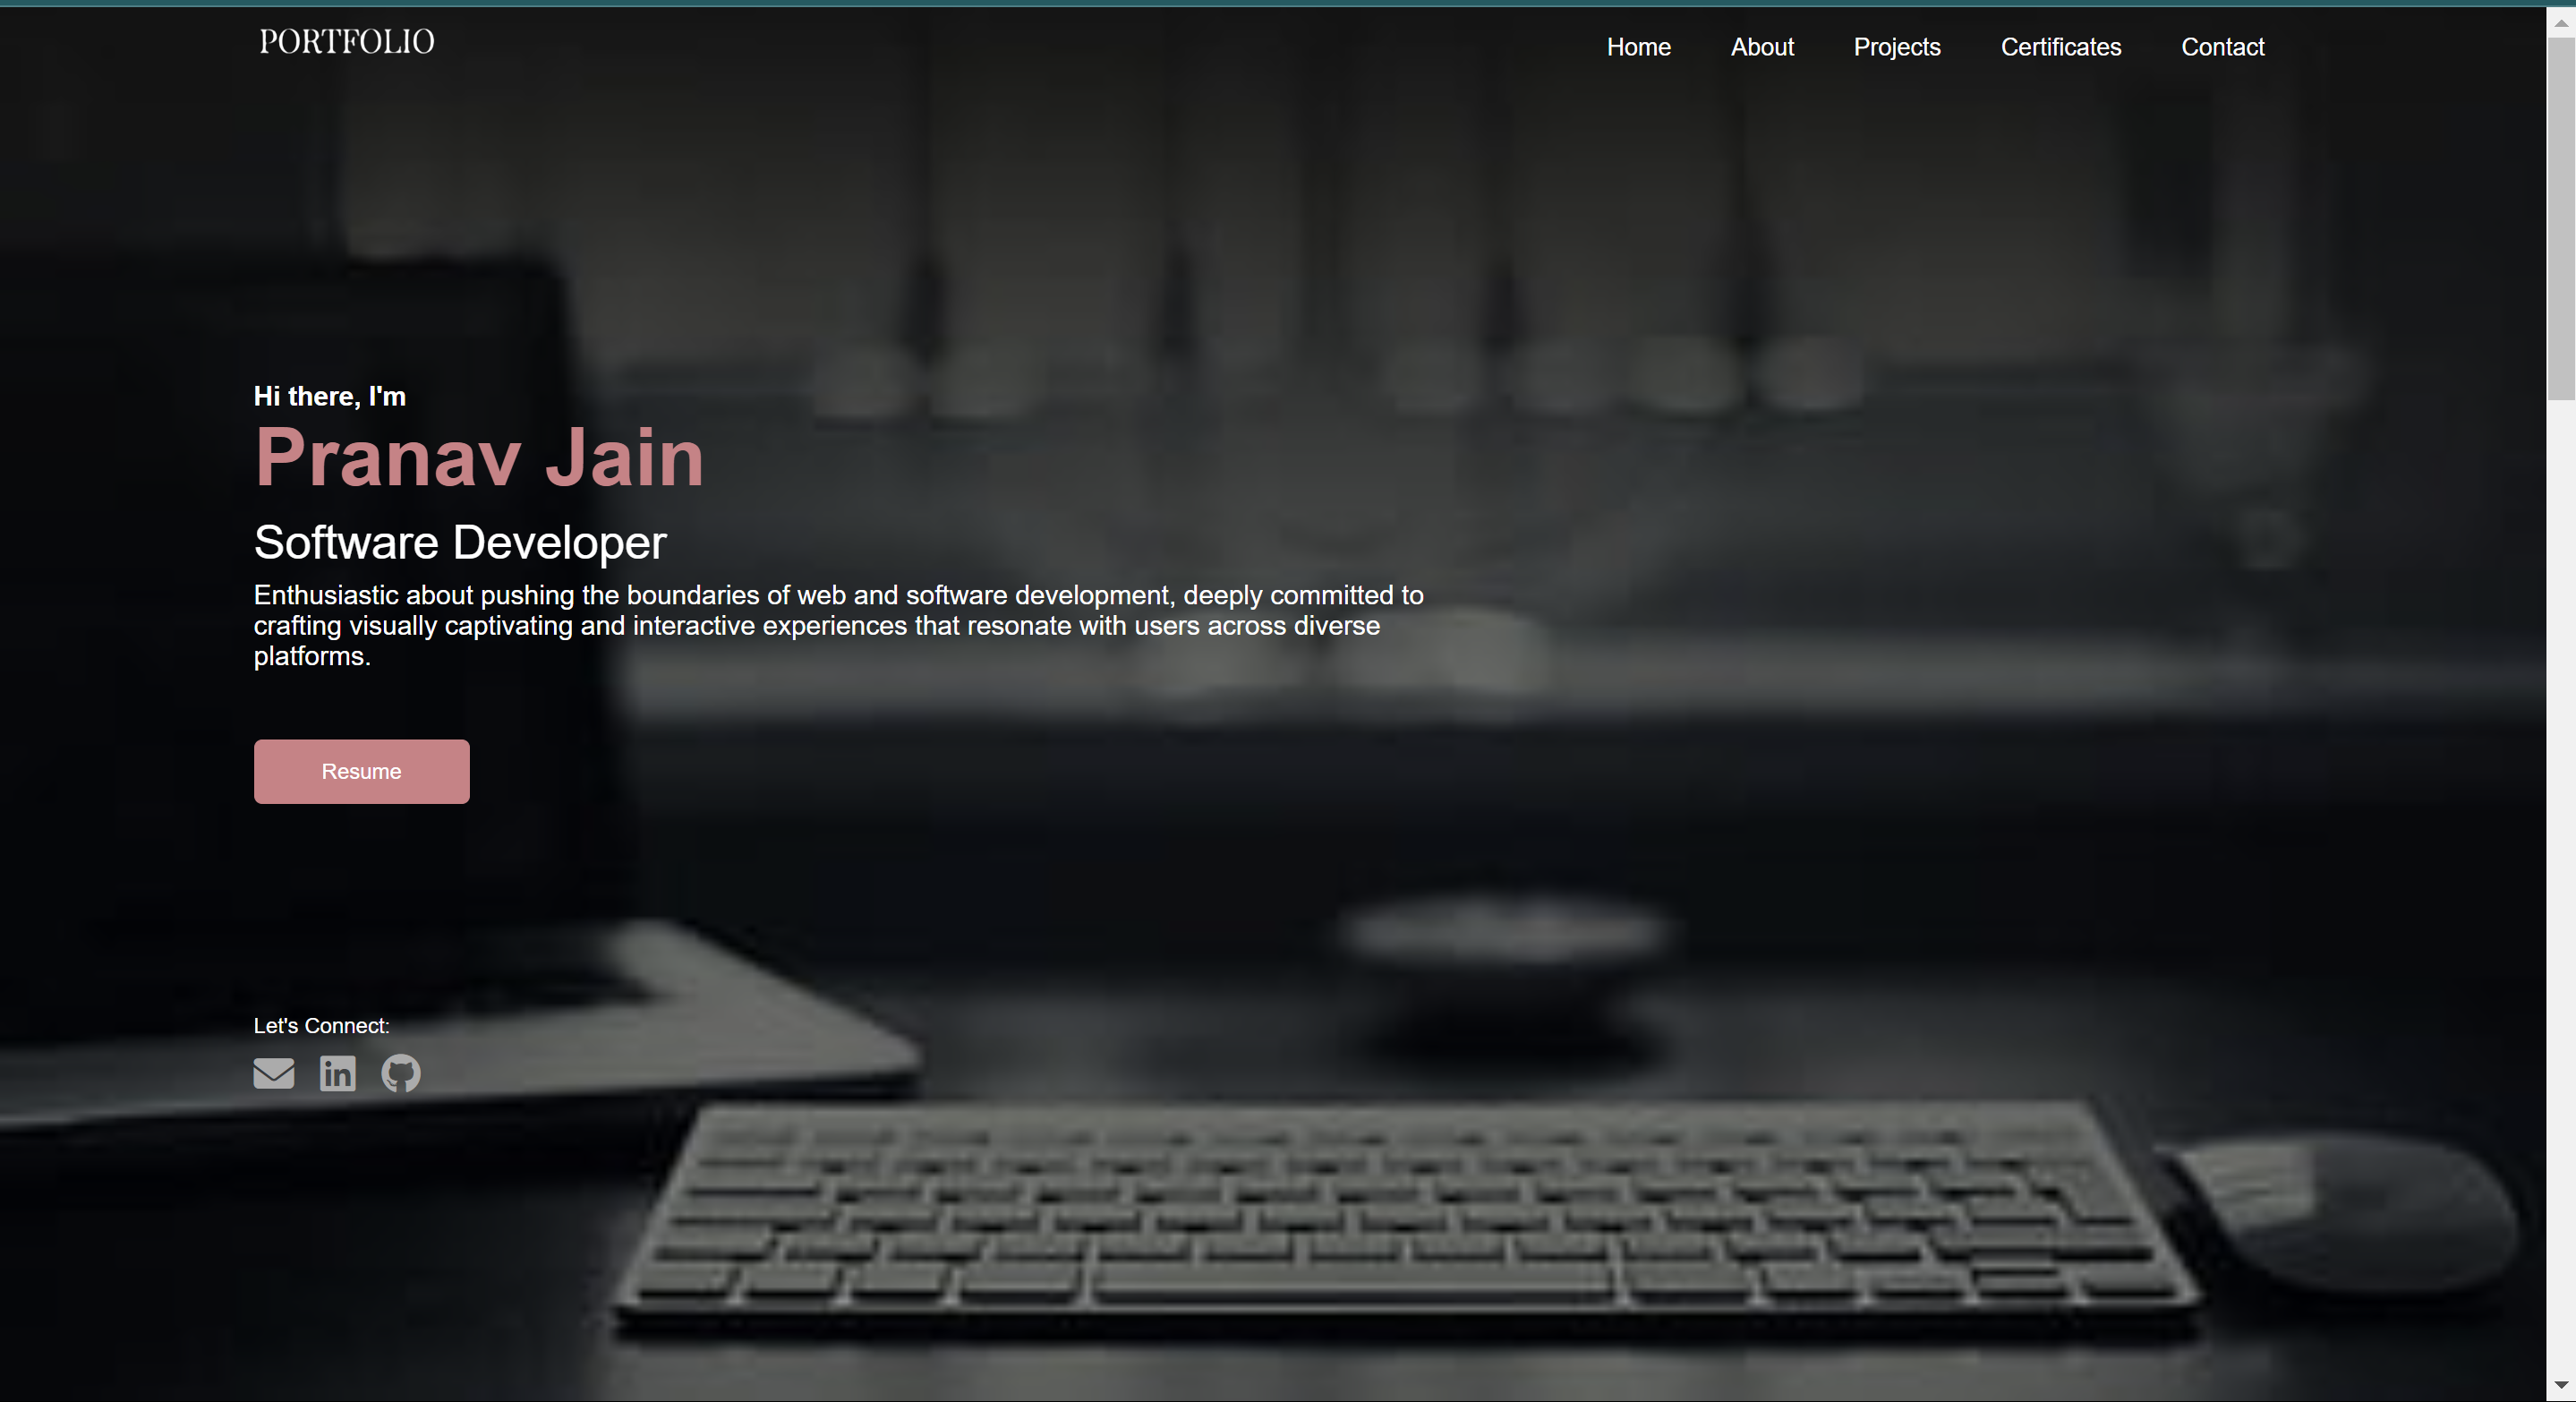 PORTFOLIO
Home About Projects Certificates Contact
Hi there, I'm
Pranav Jain
Software Developer
Enthusiastic about pushing the boundaries of web and software development, deeply committed to
crafting visually captivating and interactive experiences that resonate with users across diverse
platforms.
Resume
Let's Connect:
in